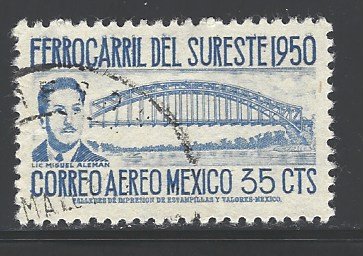 FERROCARRIL DEL SURESTE 1950
LIC MIGUEL ALEMAN
CORREO AEREO MEXICO 35 CTS
TALLERES DE IMPRESION DE ESTAMPILLAS Y VALORES-MEXICO.